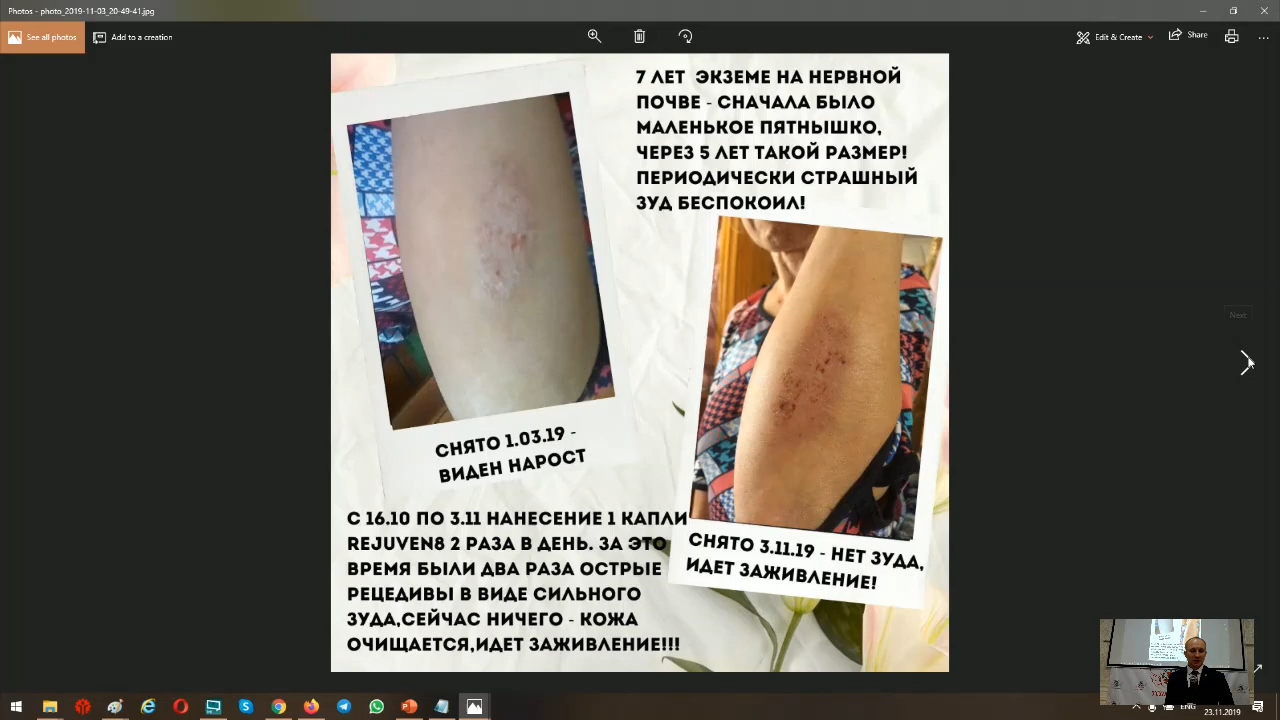 Photos - photo_2019-11-03_20-49-41.jpg
See all photos
Add to a creation
Edit & Create
Share
7 ЛЕТ ЭКЗЕМЕ НА НЕРВНОЙ
ПОЧВЕ - СНАЧАЛА БЫЛО
МАЛЕНЬКОЕ ПЯТНЫШКО,
ЧЕРЕЗ 5 ЛЕТ ТАКОЙ РАЗМЕР!
ПЕРИОДИЧЕСКИ СТРАШНЫЙ
ЗУД БЕСПОКОИЛ!
Next
СНЯТО 1.03.19 -
ВИДЕН НАРОСТ
С 16.10 ПО 3.11 НАНЕСЕНИЕ 1 КАПЛИ
REJUVEN8 2 РАЗА В ДЕНЬ. ЗА ЭТО
ВРЕМЯ БЫЛИ ДВА РАЗА ОСТРЫЕ
РЕЦЕДИВЫ В ВИДЕ СИЛЬНОГО
ЗУДА,СЕЙЧАС НИЧЕГО - КОЖА
ОЧИЩАЕТСЯ,ИДЕТ ЗАЖИВЛЕНИЕ!!!
СНЯТО 3.11.19 - НЕТ ЗУДА,
ИДЕТ ЗАЖИВЛЕНИЕ!
23.11.2019